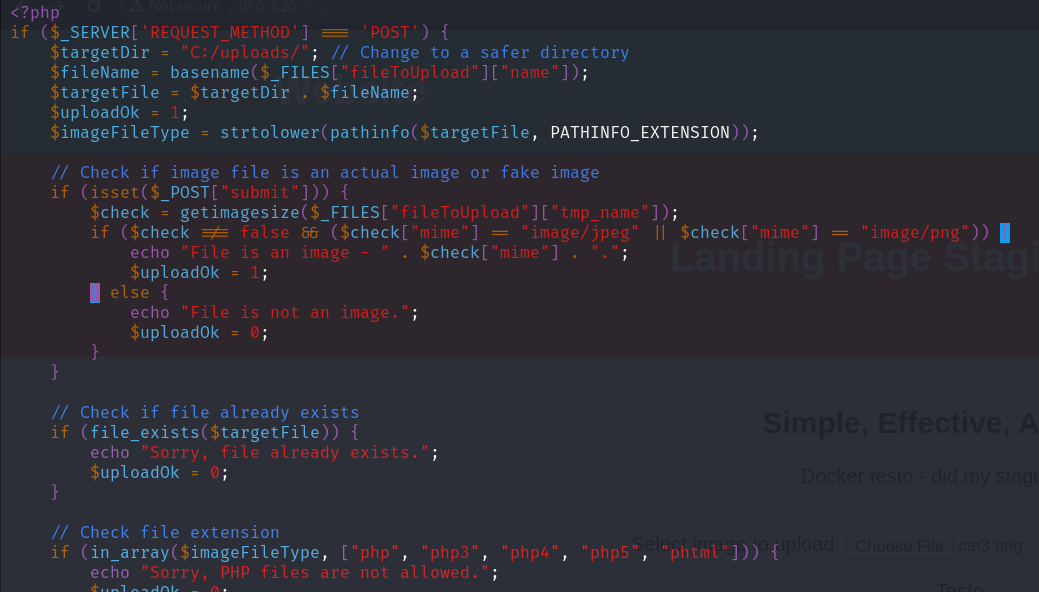 Not secure 10.0.4.20
<?php
if ($_SERVER['REQUEST_METHOD'] === 'POST') {
    $targetDir = "C:/uploads/"; // Change to a safer directory
    $fileName = basename($_FILES["fileToUpload"]["name"]);
    $targetFile = $targetDir . $fileName;
    $uploadOk = 1;
    $imageFileType = strtolower(pathinfo($targetFile, PATHINFO_EXTENSION));
    // Check if image file is an actual image or fake image
    if (isset($_POST["submit"])) {
        $check = getimagesize($_FILES["fileToUpload"]["tmp_name"]);
        if ($check !== false && ($check["mime"] == "image/jpeg" || $check["mime"] == "image/png")) {
            echo "File is an image - " . $check["mime"] . ".";
            $uploadOk = 1;
        } else {
            echo "File is not an image.";
            $uploadOk = 0;
        }
    }
    // Check if file already exists
    if (file_exists($targetFile)) {
        echo "Sorry, file already exists.";
        $uploadOk = 0;
    }
    // Check file extension
    if (in_array($imageFileType, ["php", "php3", "php4", "php5", "phtml"])) {
        echo "Sorry, PHP files are not allowed.";
        $uploadOk = 0;
Landing Page Stagi
Simple, Effective, A
Docker testo - did my stagi
Select image to upload: Choose File cat3.png
Testo